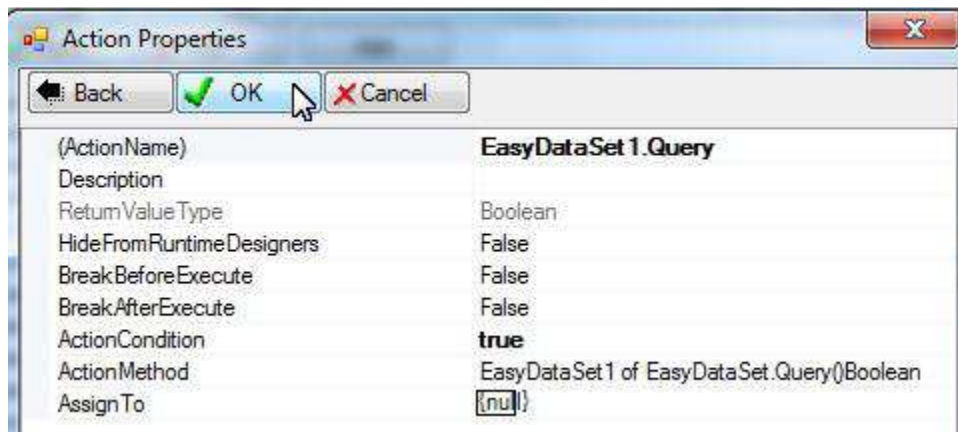 Action Properties
Back OK Cancel
(ActionName) EasyDataSet1.Query
Description
ReturnValueType Boolean
HideFromRuntimeDesigners False
BreakBeforeExecute False
BreakAfterExecute False
ActionCondition true
ActionMethod EasyDataSet1 of EasyDataSet.Query()Boolean
AssignTo {null}